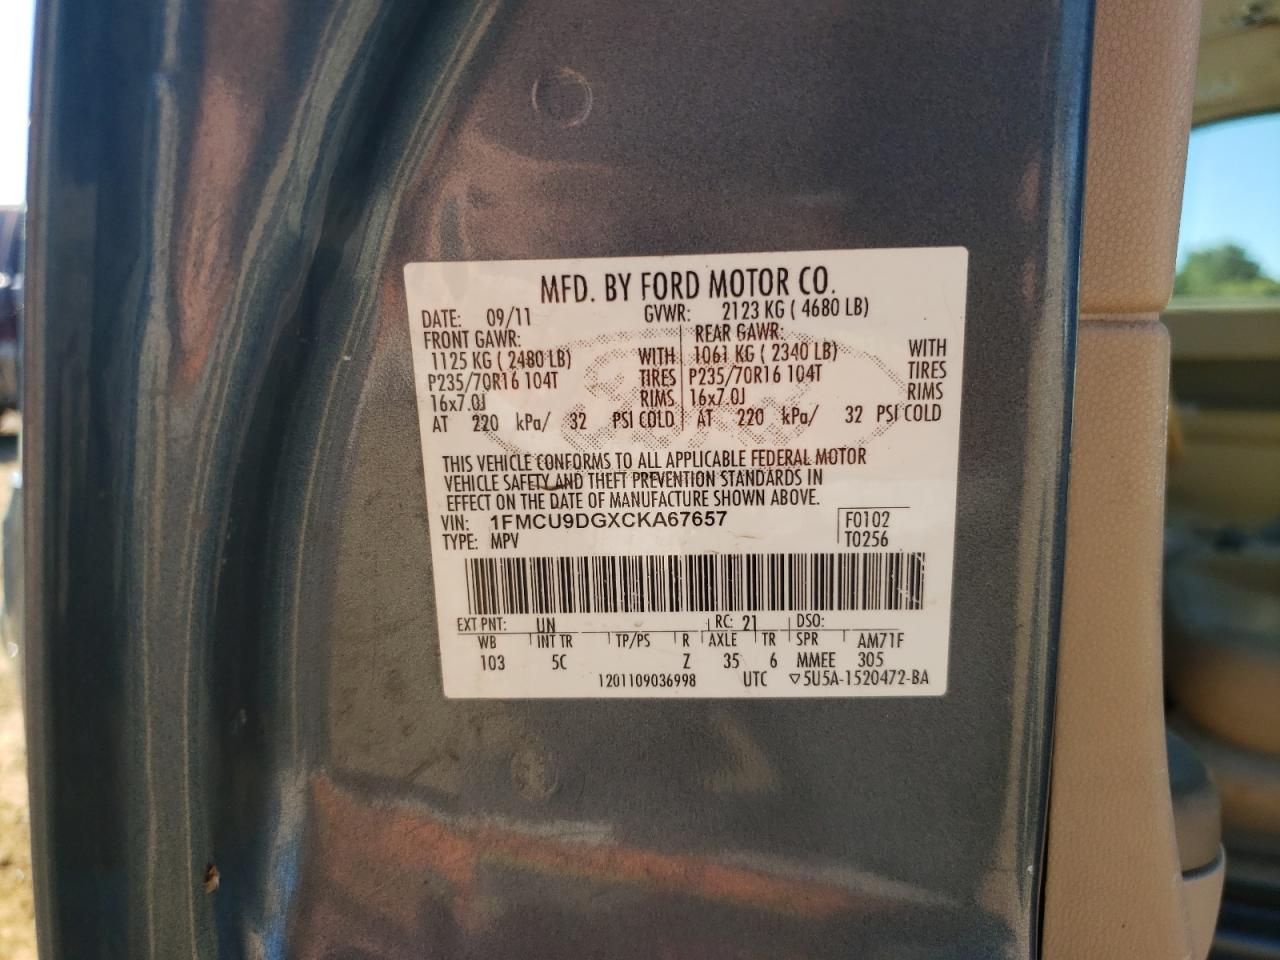 MFD. BY FORD MOTOR CO.
DATE: 09/11 GVWR: 2123 KG ( 4680 LB)
FRONT GAWR: REAR GAWR:
1125 KG ( 2480 LB) WITH 1061 KG ( 2340 LB) WITH
P235/70R16 104T TIRES P235/70R16 104T TIRES
16x7.0J RIMS 16x7.0J RIMS
AT 220 kPa/ 32 PSI COLD AT 220 kPa/ 32 PSI COLD
THIS VEHICLE CONFORMS TO ALL APPLICABLE FEDERAL MOTOR
VEHICLE SAFETY AND THEFT PREVENTION STANDARDS IN
EFFECT ON THE DATE OF MANUFACTURE SHOWN ABOVE.
VIN: 1FMCU9DGXCKA67657 F0102
TYPE: MPV T0256
EXT PNT: UN RC: 21 DSO:
WB INT TR TP/PS R AXLE TR SPR AM71F
103 5C Z 35 6 MMEE 305
1201109036998 UTC ▽5U5A-1520472-BA